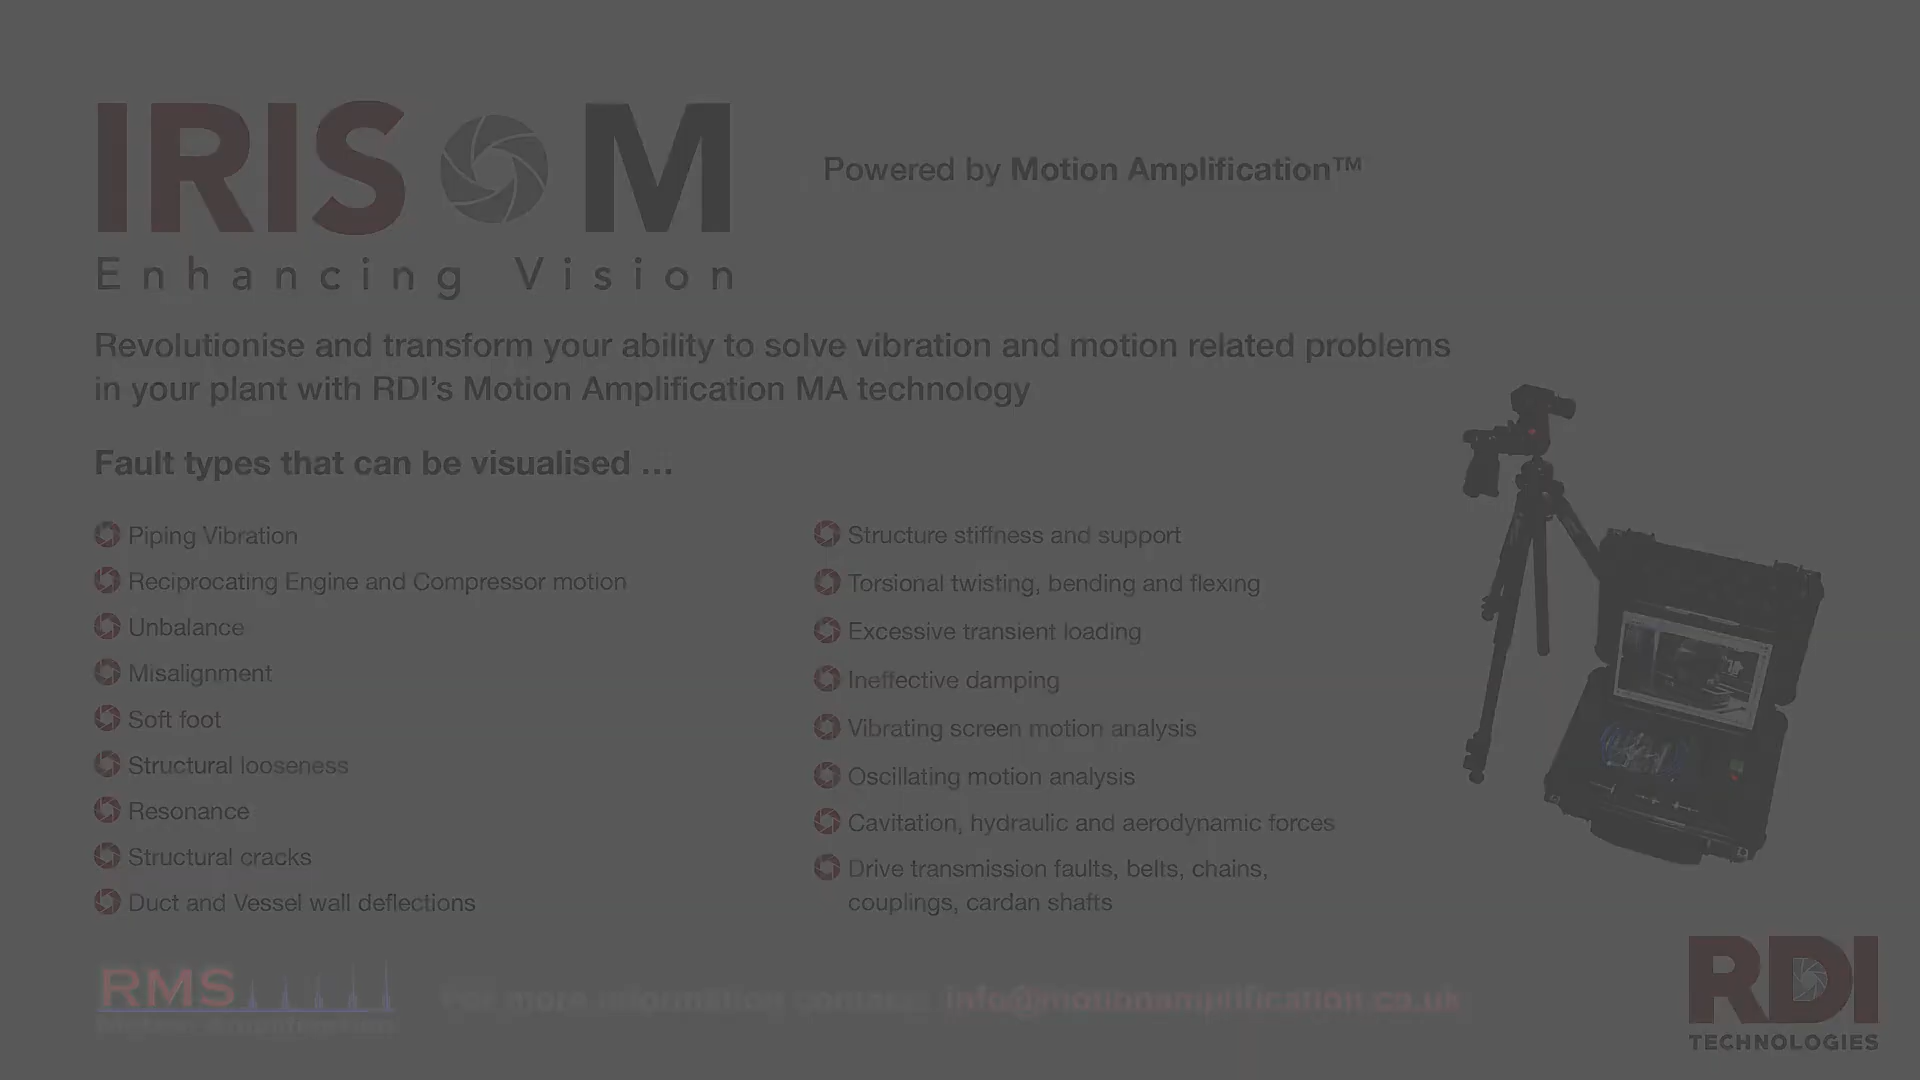 IRIS M
Powered by Motion Amplification™
Enhancing Vision
Revolutionise and transform your ability to solve vibration and motion related problems
in your plant with RDI’s Motion Amplification MA technology
Fault types that can be visualised ...
Piping Vibration
Reciprocating Engine and Compressor motion
Unbalance
Misalignment
Soft foot
Structural looseness
Resonance
Structural cracks
Duct and Vessel wall deflections
Structure stiffness and support
Torsional twisting, bending and flexing
Excessive transient loading
Ineffective damping
Vibrating screen motion analysis
Oscillating motion analysis
Cavitation, hydraulic and aerodynamic forces
Drive transmission faults, belts, chains,
couplings, cardan shafts
RMS
Motion Amplification
For more information contact: info@motionamplification.co.uk
RDI
TECHNOLOGIES